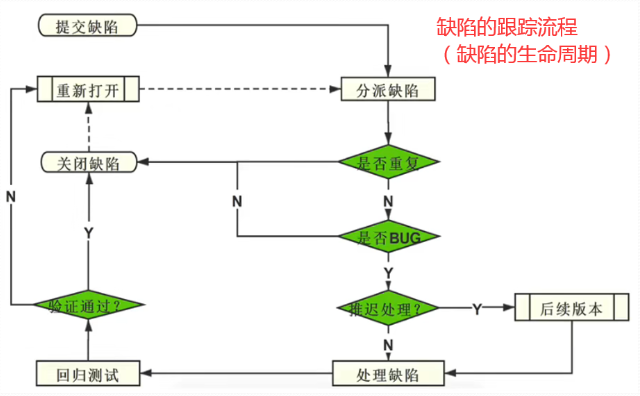 提交缺陷
缺陷的跟踪流程
（缺陷的生命周期）
重新打开
分派缺陷
关闭缺陷
是否重复
N
N
N
是否BUG
Y
Y
验证通过？
推迟处理？
Y
后续版本
N
回归测试
处理缺陷